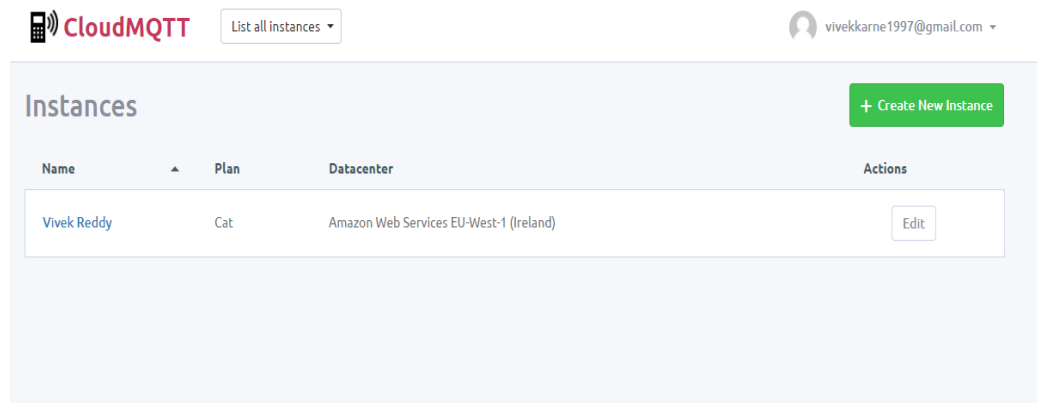 CloudMQTT List all instances vivekkarne1997@gmail.com
Instances + Create New Instance
Name Plan Datacenter Actions
Vivek Reddy Cat Amazon Web Services EU-West-1 (Ireland) Edit